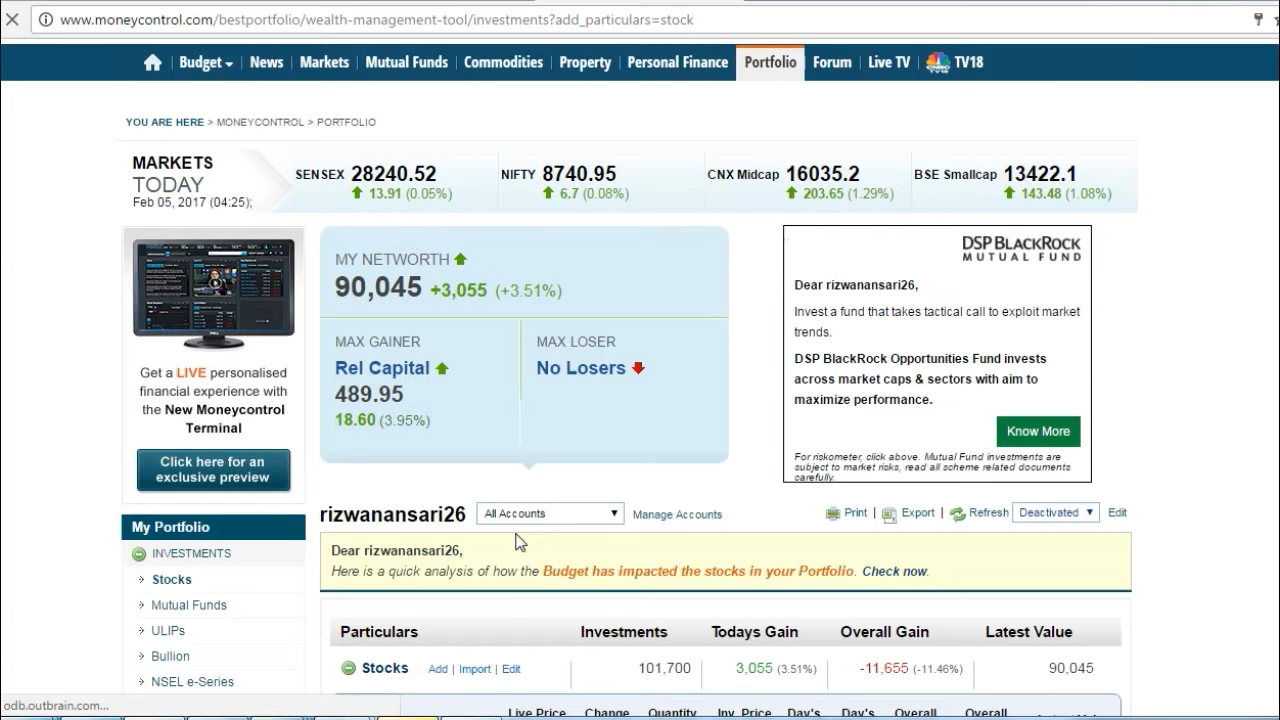 www.moneycontrol.com/bestportfolio/wealth-management-tool/investments?add_particulars=stock
Budget News Markets Mutual Funds Commodities Property Personal Finance Portfolio Forum Live TV TV18
YOU ARE HERE > MONEYCONTROL > PORTFOLIO
MARKETS
TODAY
Feb 05, 2017 (04:25);
SENSEX 28240.52
13.91 (0.05%)
NIFTY 8740.95
6.7 (0.08%)
CNX Midcap 16035.2
203.65 (1.29%)
BSE Smallcap 13422.1
143.48 (1.08%)
Get a LIVE personalised
financial experience with
the New Moneycontrol
Terminal
Click here for an
exclusive preview
MY NETWORTH
90,045 +3,055 (+3.51%)
MAX GAINER
Rel Capital
489.95
18.60 (3.95%)
MAX LOSER
No Losers
DSP BLACKROCK
MUTUAL FUND
Dear rizwanansari26,
Invest a fund that takes tactical call to exploit market
trends.
DSP BlackRock Opportunities Fund invests
across market caps & sectors with aim to
maximize performance.
Know More
For riskometer, click above. Mutual Fund investments are
subject to market risks, read all scheme related documents
carefully.
My Portfolio
INVESTMENTS
Stocks
Mutual Funds
ULIPs
Bullion
NSEL e-Series
rizwanansari26 All Accounts Manage Accounts Print | Export | Refresh Deactivated Edit
Dear rizwanansari26,
Here is a quick analysis of how the Budget has impacted the stocks in your Portfolio. Check now.
Particulars Investments Todays Gain Overall Gain Latest Value
Stocks Add | Import | Edit 101,700 3,055 (3.51%) -11,655 (-11.46%) 90,045
Live Price Change Quantity Inv. Price Day's Day's Overall Overall
odb.outbrain.com...